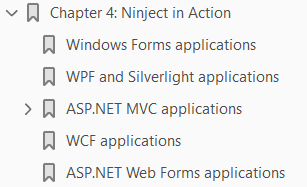 Chapter 4: Ninject in Action
Windows Forms applications
WPF and Silverlight applications
ASP.NET MVC applications
WCF applications
ASP.NET Web Forms applications